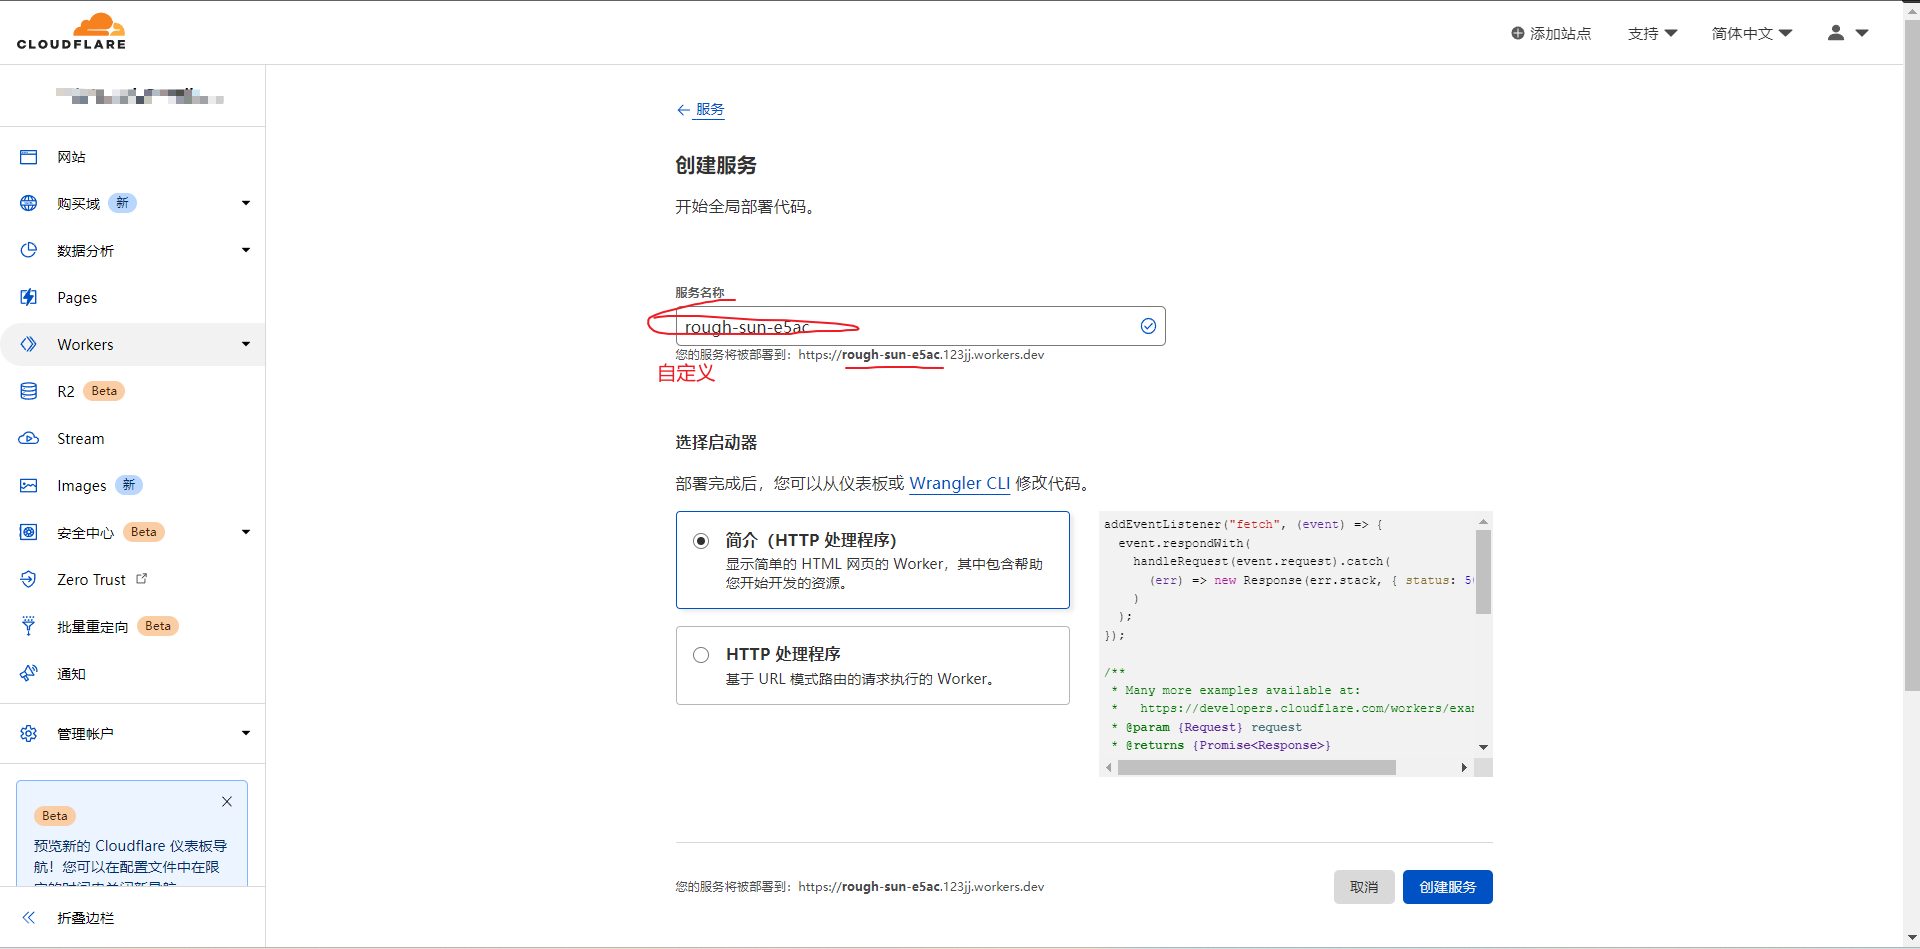 CLOUDFLARE
添加站点
支持
简体中文
网站
购买域 新
数据分析
Pages
Workers
R2 Beta
Stream
Images 新
安全中心 Beta
Zero Trust
批量重定向 Beta
通知
管理帐户
Beta
预览新的 Cloudflare 仪表板导
航！您可以在配置文件中在限
折叠边栏
服务
创建服务
开始全局部署代码。
服务名称
rough-sun-e5ac
您的服务将被部署到：https://rough-sun-e5ac.123jj.workers.dev
自定义
选择启动器
部署完成后，您可以从仪表板或 Wrangler CLI 修改代码。
简介（HTTP 处理程序）
显示简单的 HTML 网页的 Worker，其中包含帮助
您开始开发的资源。
HTTP 处理程序
基于 URL 模式路由的请求执行的 Worker。
addEventListener("fetch", (event) => {
event.respondWith(
handleRequest(event.request).catch(
(err) => new Response(err.stack, { status: 5
)
);
});
/**
* Many more examples available at:
* https://developers.cloudflare.com/workers/exa
* @param {Request} request
* @returns {Promise<Response>}
您的服务将被部署到：https://rough-sun-e5ac.123jj.workers.dev
取消
创建服务